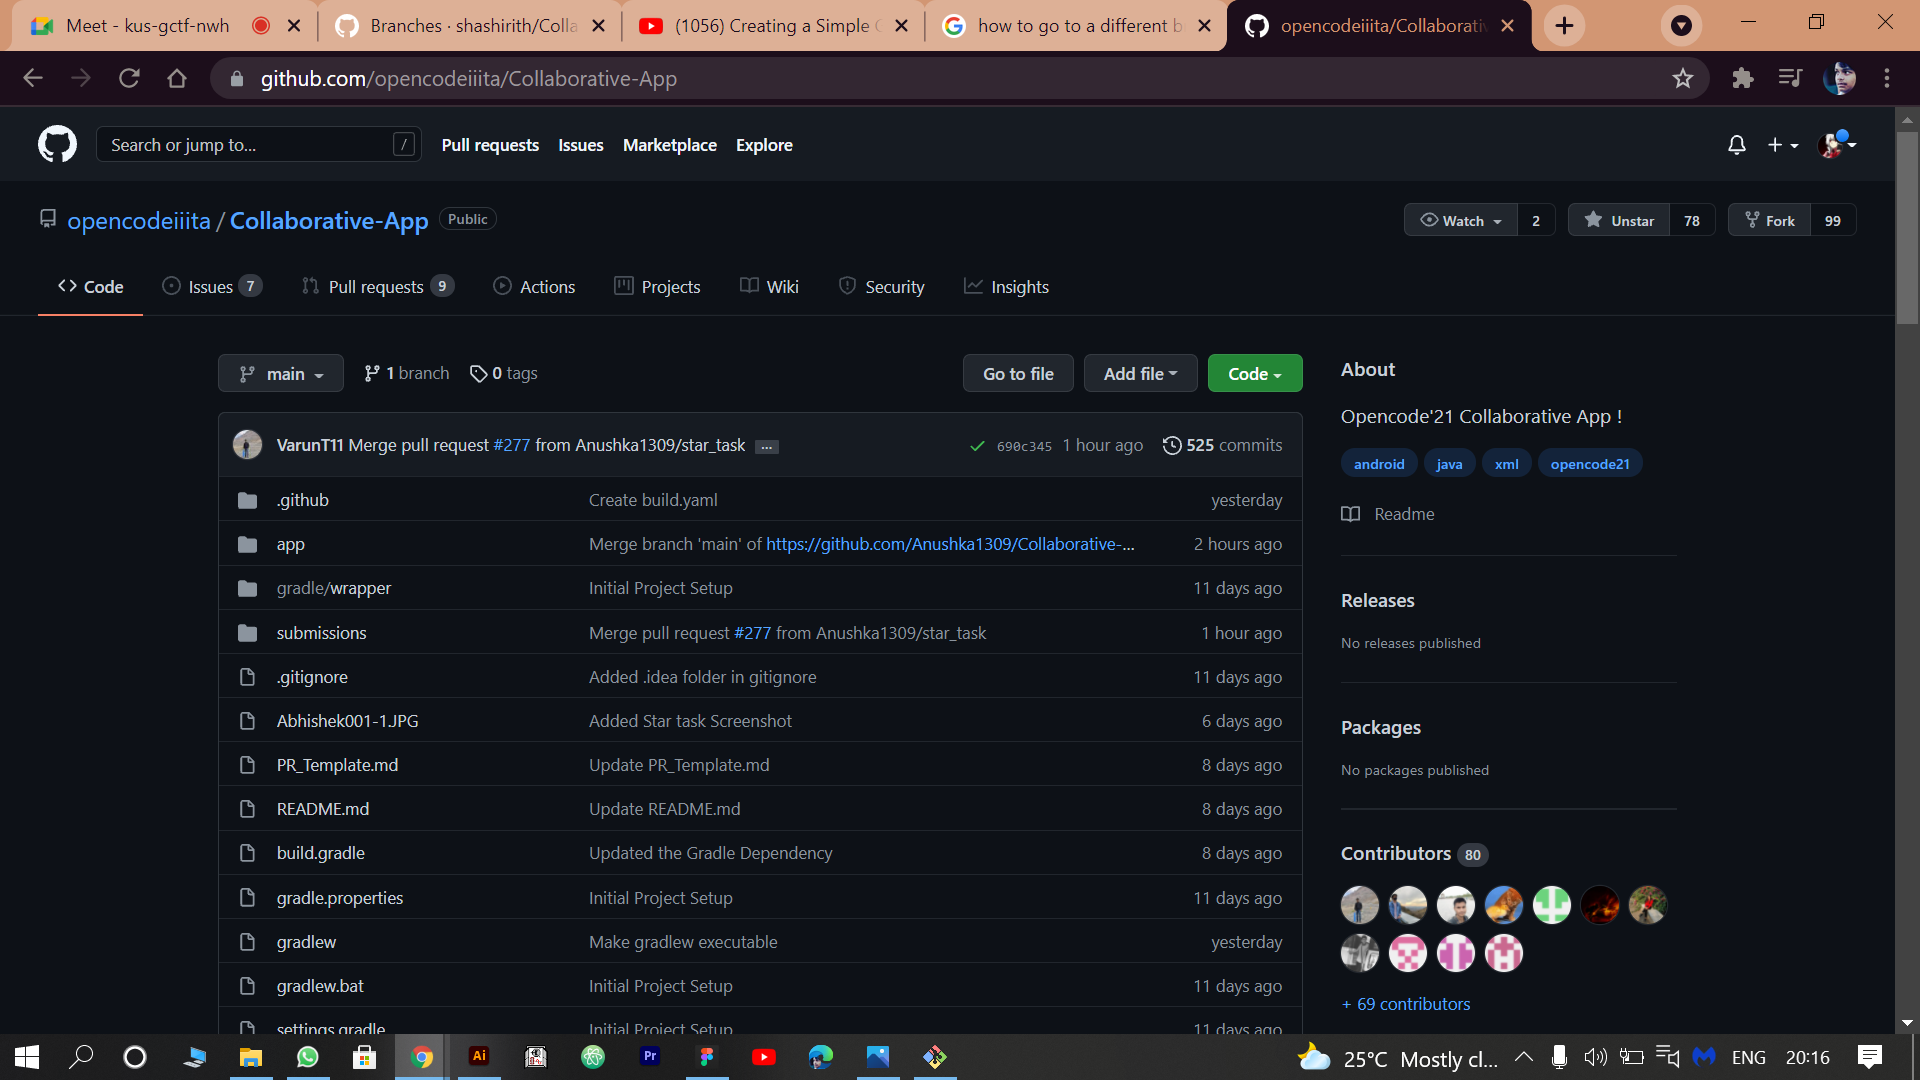 Meet - kus-gctf-nwh
Branches · shashirith/Colla
(1056) Creating a Simple
how to go to a different b
opencodeiiita/Collaborativ
github.com/opencodeiiita/Collaborative-App
Search or jump to...
/
Pull requests
Issues
Marketplace
Explore
opencodeiiita / Collaborative-App
Public
Watch
2
Unstar
78
Fork
99
Code
Issues 7
Pull requests 9
Actions
Projects
Wiki
Security
Insights
main
1 branch
0 tags
Go to file
Add file
Code
VarunT11 Merge pull request #277 from Anushka1309/star_task ...
690c345 1 hour ago
525 commits
.github Create build.yaml yesterday
app Merge branch 'main' of https://github.com/Anushka1309/Collaborative-... 2 hours ago
gradle/wrapper Initial Project Setup 11 days ago
submissions Merge pull request #277 from Anushka1309/star_task 1 hour ago
.gitignore Added .idea folder in gitignore 11 days ago
Abhishek001-1.JPG Added Star task Screenshot 6 days ago
PR_Template.md Update PR_Template.md 8 days ago
README.md Update README.md 8 days ago
build.gradle Updated the Gradle Dependency 8 days ago
gradle.properties Initial Project Setup 11 days ago
gradlew Make gradlew executable yesterday
gradlew.bat Initial Project Setup 11 days ago
settings.gradle Initial Project Setup 11 days ago
About
Opencode'21 Collaborative App !
android java xml opencode21
Readme
Releases
No releases published
Packages
No packages published
Contributors 80
+ 69 contributors
Ai
Pr
25°C Mostly cl...
ENG
20:16